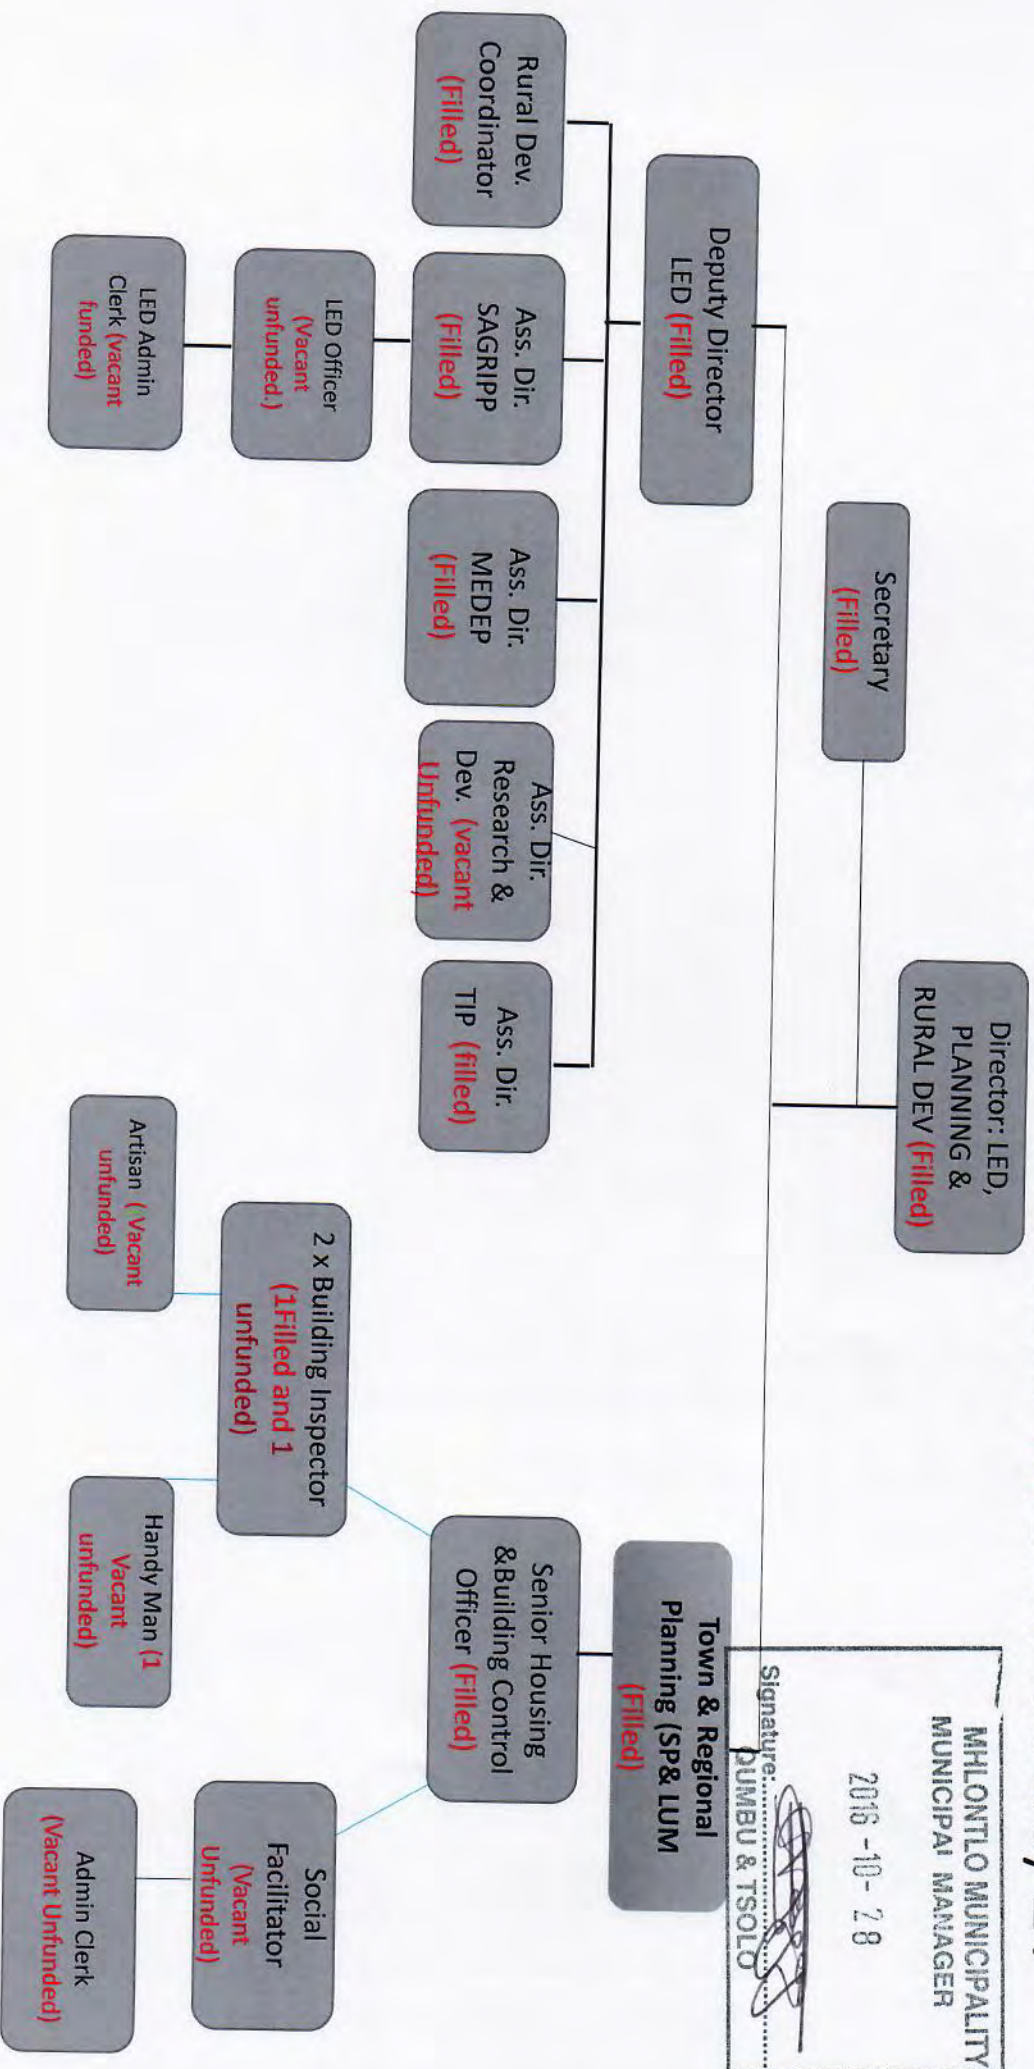 Director: LED,
PLANNING &
RURAL DEV (Filled)
Secretary
(Filled)
MHLONTLO MUNICIPALITY
MUNICIPAL MANAGER
2016 -10- 28
Signature:
QUMBU & TSOLO
Deputy Director
LED (Filled)
Town & Regional
Planning (SP& LUM
(Filled)
Rural Dev.
Coordinator
(Filled)
Ass. Dir.
SAGRIPP
(Filled)
Ass. Dir.
MEDEP
(Filled)
Ass. Dir.
Research &
Dev. (vacant
Unfunded)
Ass. Dir.
TIP (filled)
Senior Housing
&Building Control
Officer (Filled)
LED Officer
(Vacant
unfunded.)
2 x Building Inspector
(1Filled and 1
unfunded)
Social
Facilitator
(Vacant
Unfunded)
LED Admin
Clerk (vacant
funded)
Artisan ( Vacant
unfunded)
Handy Man (1
Vacant
unfunded)
Admin Clerk
(Vacant Unfunded)